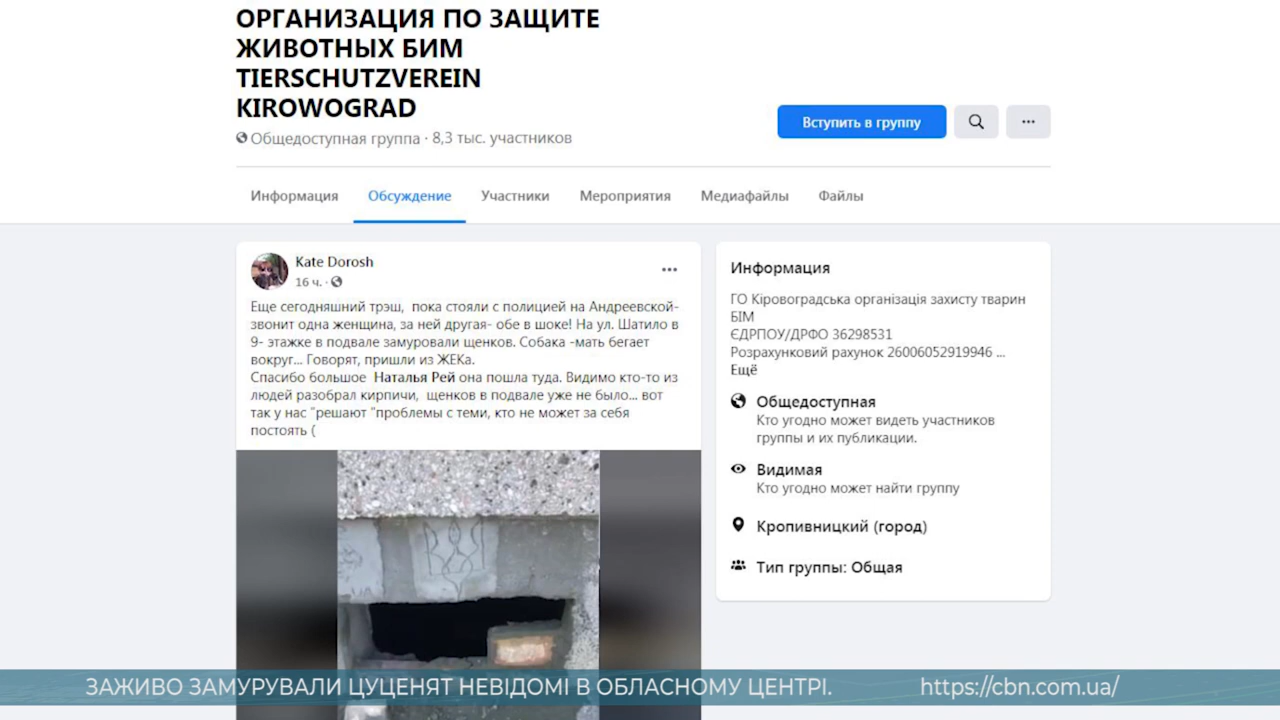 ОРГАНИЗАЦИЯ ПО ЗАЩИТЕ
ЖИВОТНЫХ БИМ
TIERSCHUTZVEREIN
KIROWOGRAD
Общедоступная группа · 8,3 тыс. участников
Вступить в группу
Информация
Обсуждение
Участники
Мероприятия
Медиафайлы
Файлы
Kate Dorosh
16 ч. ·
Еще сегодняшний трэш, пока стояли с полицией на Андреевской-
звонит одна женщина, за ней другая- обе в шоке! На ул. Шатило в
9- этажке в подвале замуровали щенков. Собака -мать бегает
вокруг... Говорят, пришли из ЖЕКа.
Спасибо большое Наталья Рей она пошла туда. Видимо кто-то из
людей разобрал кирпичи, щенков в подвале уже не было... вот
так у нас "решают "проблемы с теми, кто не может за себя
постоять (
Информация
ГО Кіровоградська організація захисту тварин
БІМ
ЄДРПОУ/ДРФО 36298531
Розрахунковий рахунок 26006052919946 ...
Ещё
Общедоступная
Кто угодно может видеть участников
группы и их публикации.
Видимая
Кто угодно может найти группу
Кропивницкий (город)
Тип группы: Общая
ЗАЖИВО ЗАМУРУВАЛИ ЦУЦЕНЯТ НЕВІДОМІ В ОБЛАСНОМУ ЦЕНТРІ.
https://cbn.com.ua/